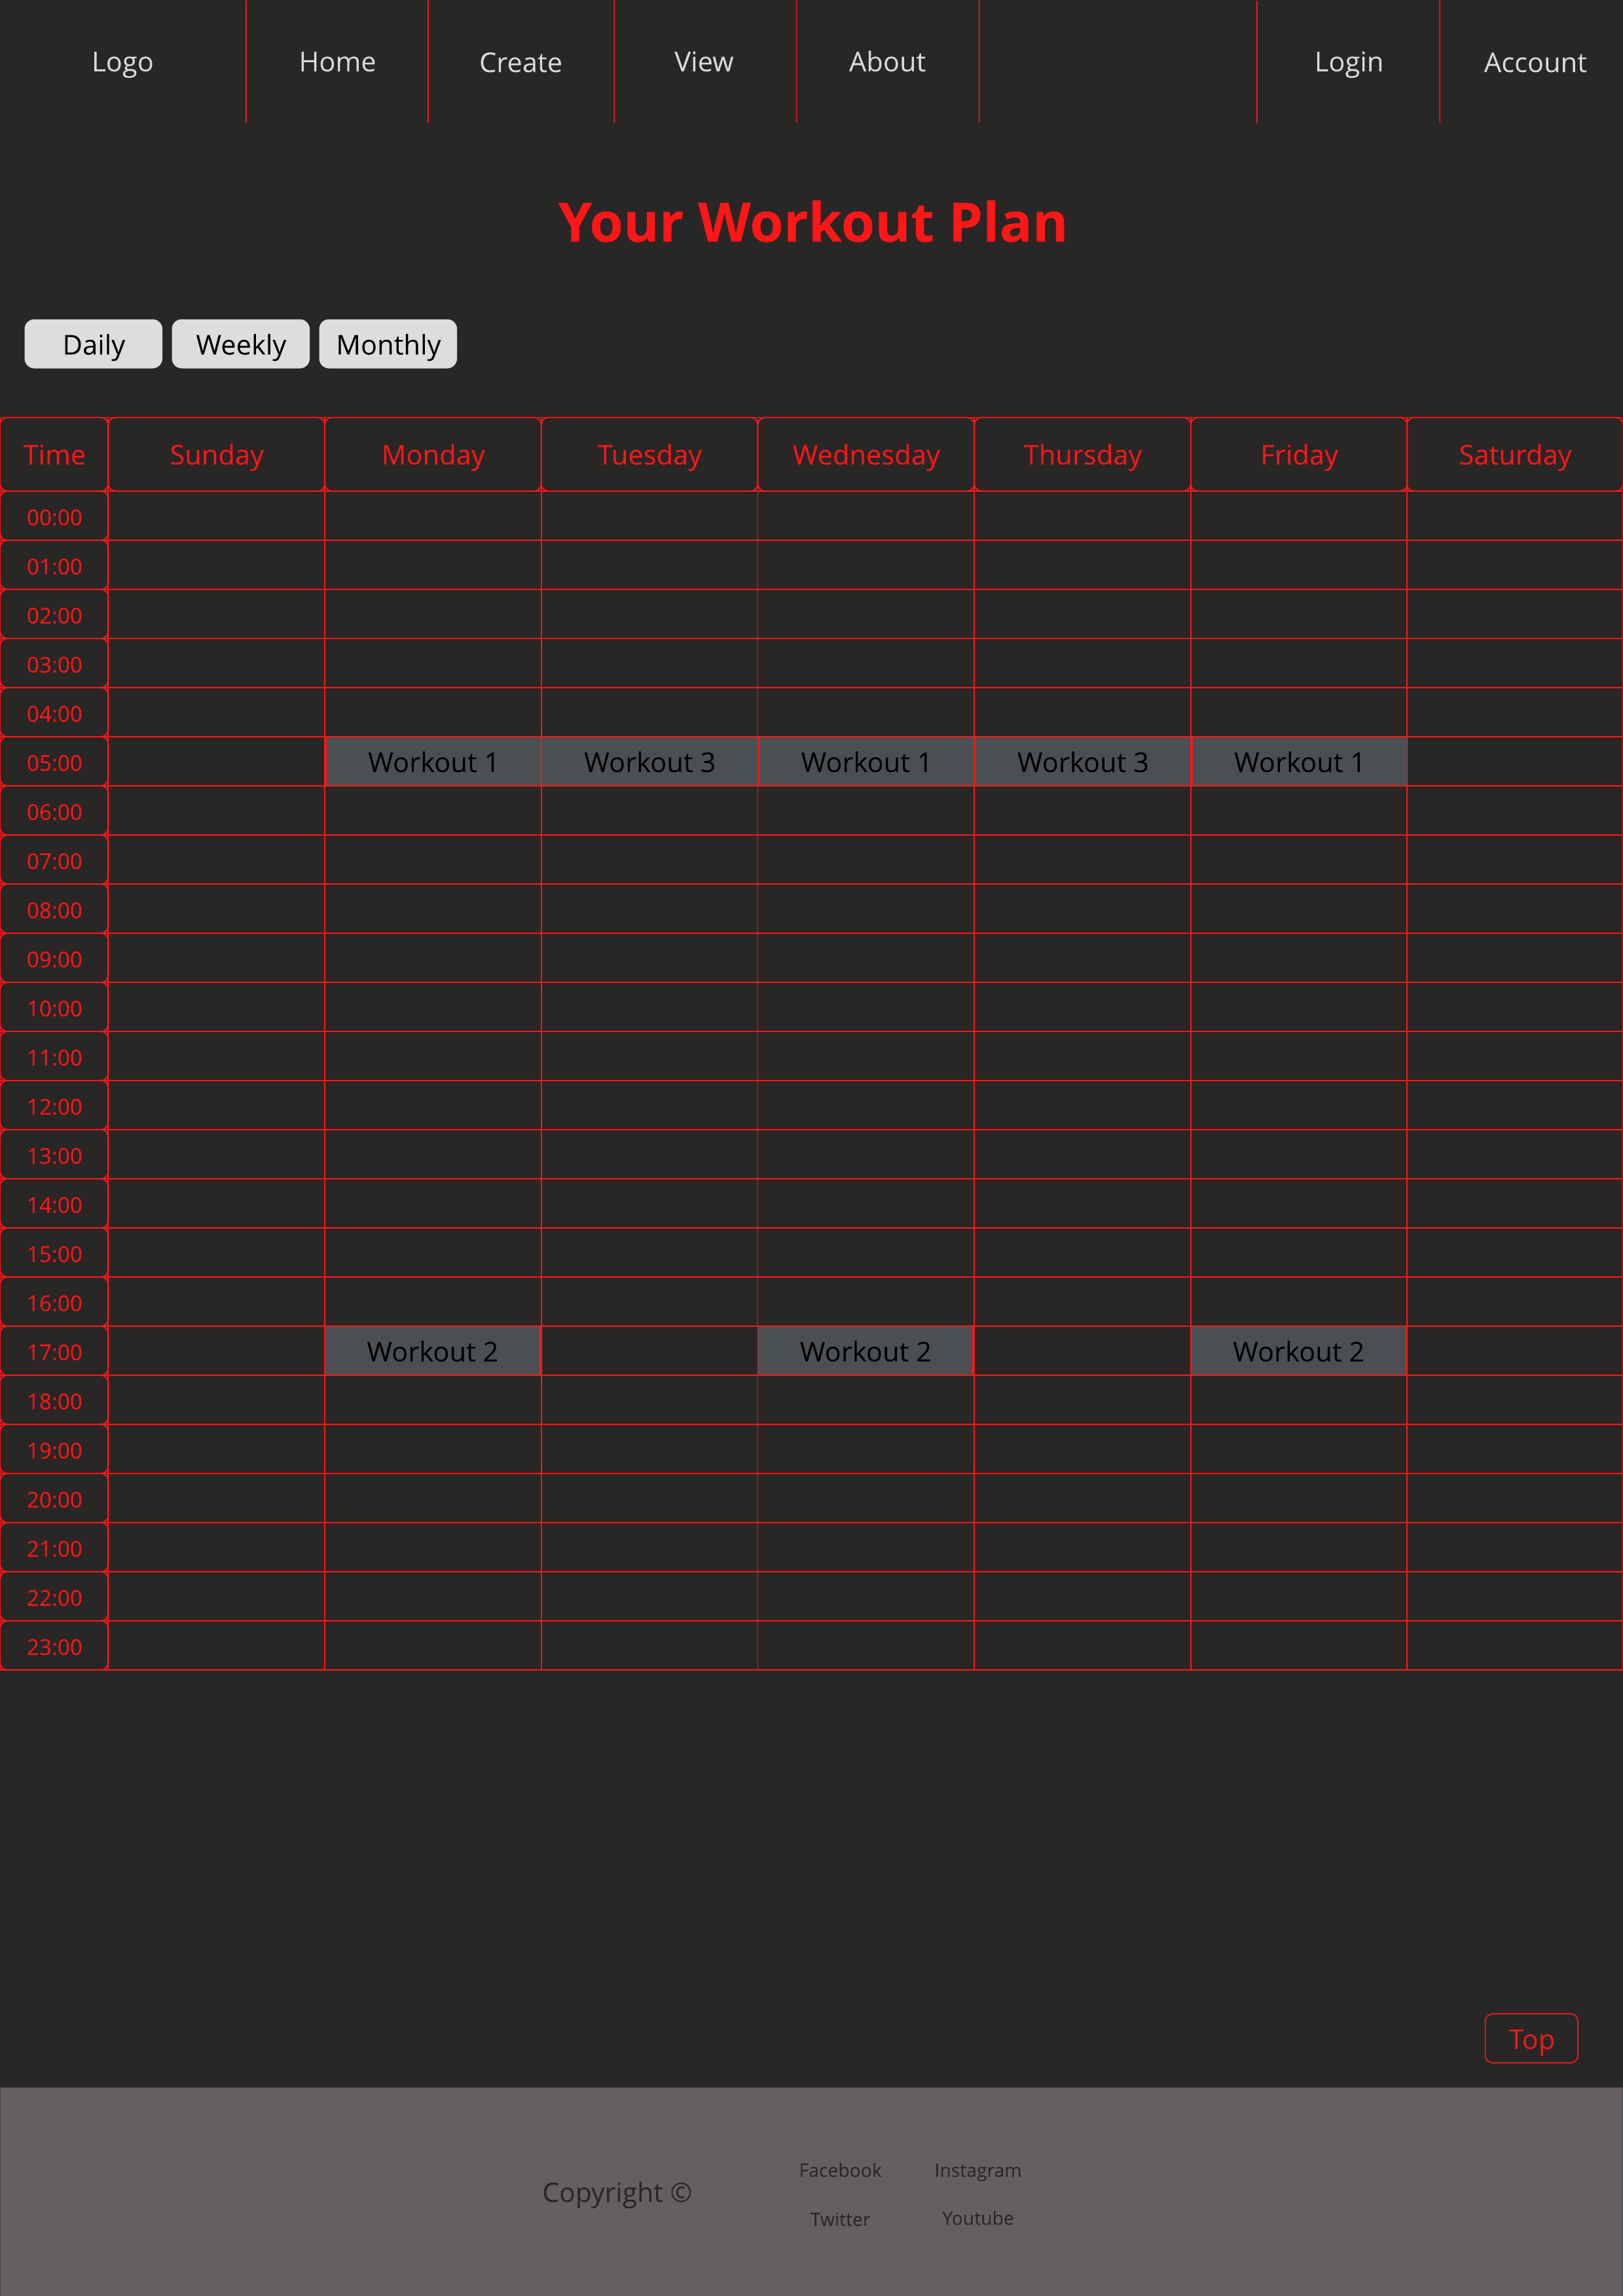 Logo Home Create View About Login Account
Your Workout Plan
Daily Weekly Monthly
Time Sunday Monday Tuesday Wednesday Thursday Friday Saturday
00:00
01:00
02:00
03:00
04:00
05:00 Workout 1 Workout 3 Workout 1 Workout 3 Workout 1
06:00
07:00
08:00
09:00
10:00
11:00
12:00
13:00
14:00
15:00
16:00
17:00 Workout 2 Workout 2 Workout 2
18:00
19:00
20:00
21:00
22:00
23:00
Top
Copyright ©
Facebook Instagram
Twitter Youtube